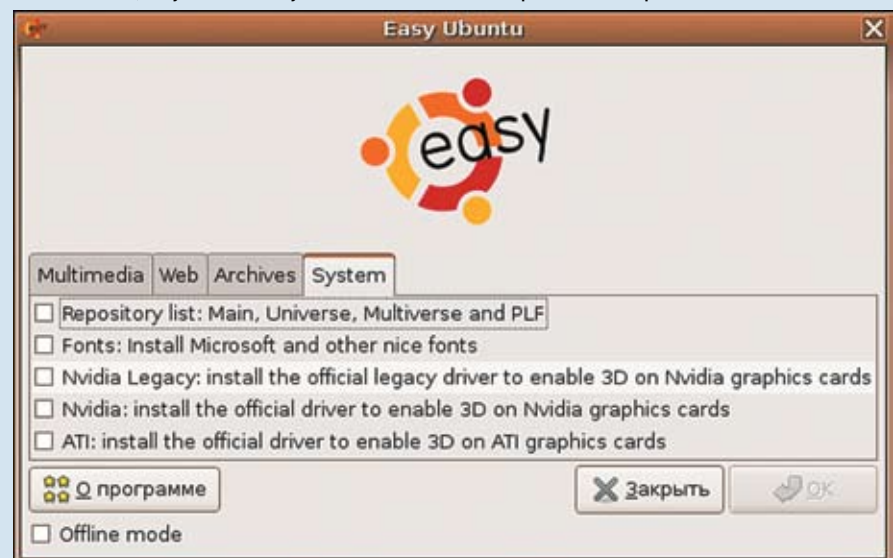 Easy Ubuntu
easy
Multimedia Web Archives System
Repository list: Main, Universe, Multiverse and PLF
Fonts: Install Microsoft and other nice fonts
Nvidia Legacy: install the official legacy driver to enable 3D on Nvidia graphics cards
Nvidia: install the official driver to enable 3D on Nvidia graphics cards
ATI: install the official driver to enable 3D on ATI graphics cards
О программе Закрыть OK
Offline mode